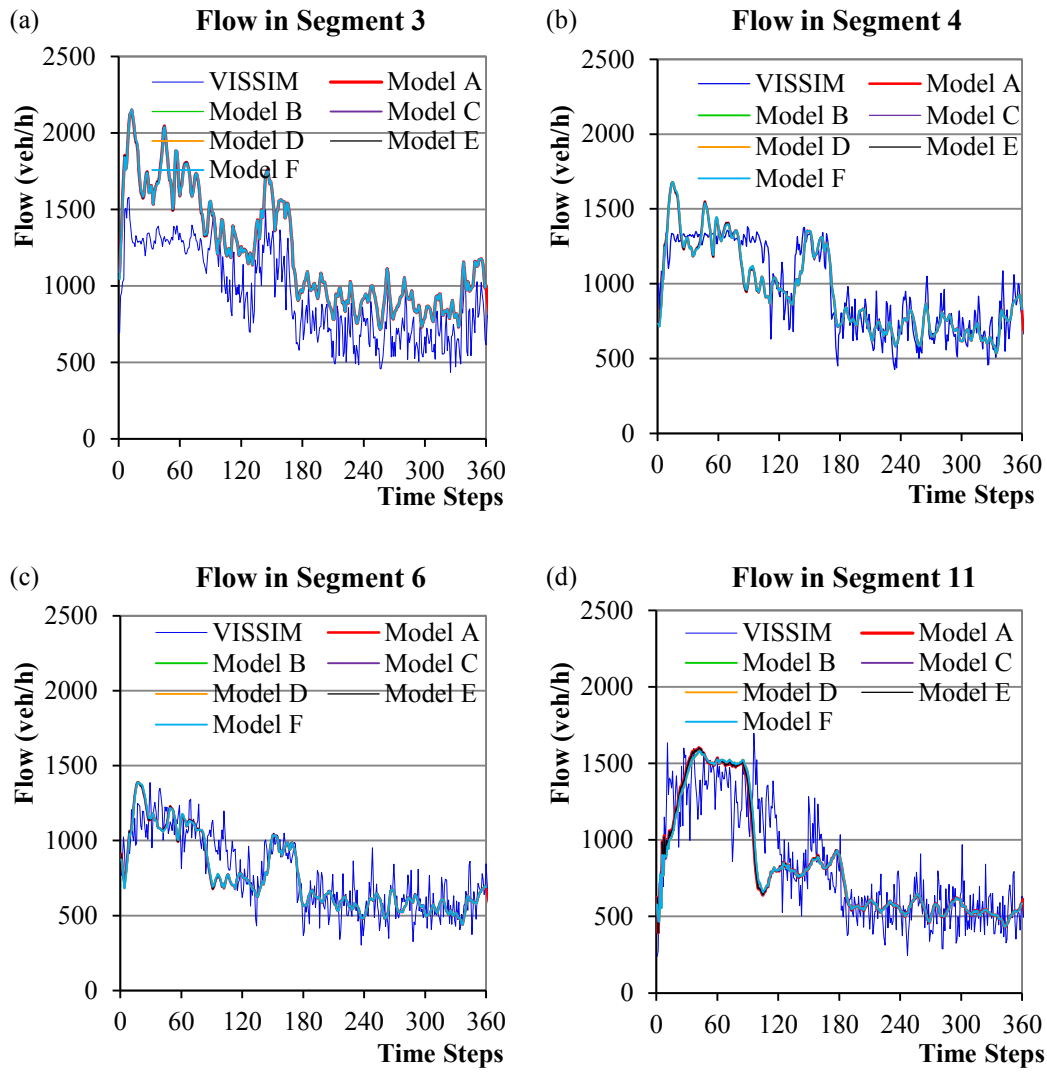 (a) Flow in Segment 3
Flow (veh/h)
2500
2000
1500
1000
500
0
VISSIM Model A
Model B Model C
Model D Model E
Model F
0 60 120 180 240 300 360
Time Steps
(b) Flow in Segment 4
Flow (veh/h)
2500
2000
1500
1000
500
0
VISSIM Model A
Model B Model C
Model D Model E
Model F
0 60 120 180 240 300 360
Time Steps
(c) Flow in Segment 6
Flow (veh/h)
2500
2000
1500
1000
500
0
VISSIM Model A
Model B Model C
Model D Model E
Model F
0 60 120 180 240 300 360
Time Steps
(d) Flow in Segment 11
Flow (veh/h)
2500
2000
1500
1000
500
0
VISSIM Model A
Model B Model C
Model D Model E
Model F
0 60 120 180 240 300 360
Time Steps